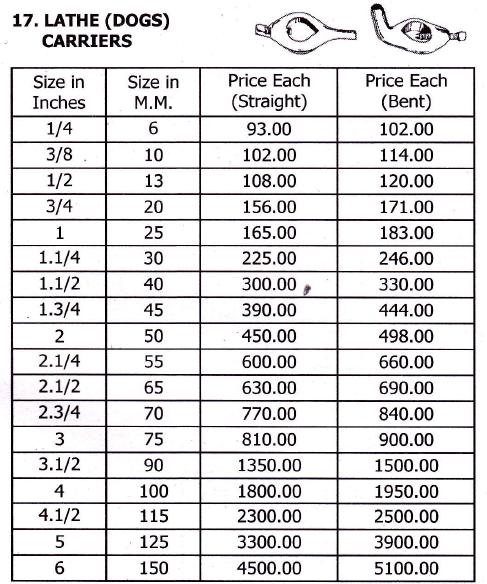 17. LATHE (DOGS)
CARRIERS
Size in Inches Size in M.M. Price Each (Straight) Price Each (Bent)
1/4 6 93.00 102.00
3/8 10 102.00 114.00
1/2 13 108.00 120.00
3/4 20 156.00 171.00
1 25 165.00 183.00
1.1/4 30 225.00 246.00
1.1/2 40 300.00 330.00
1.3/4 45 390.00 444.00
2 50 450.00 498.00
2.1/4 55 600.00 660.00
2.1/2 65 630.00 690.00
2.3/4 70 770.00 840.00
3 75 810.00 900.00
3.1/2 90 1350.00 1500.00
4 100 1800.00 1950.00
4.1/2 115 2300.00 2500.00
5 125 3300.00 3900.00
6 150 4500.00 5100.00